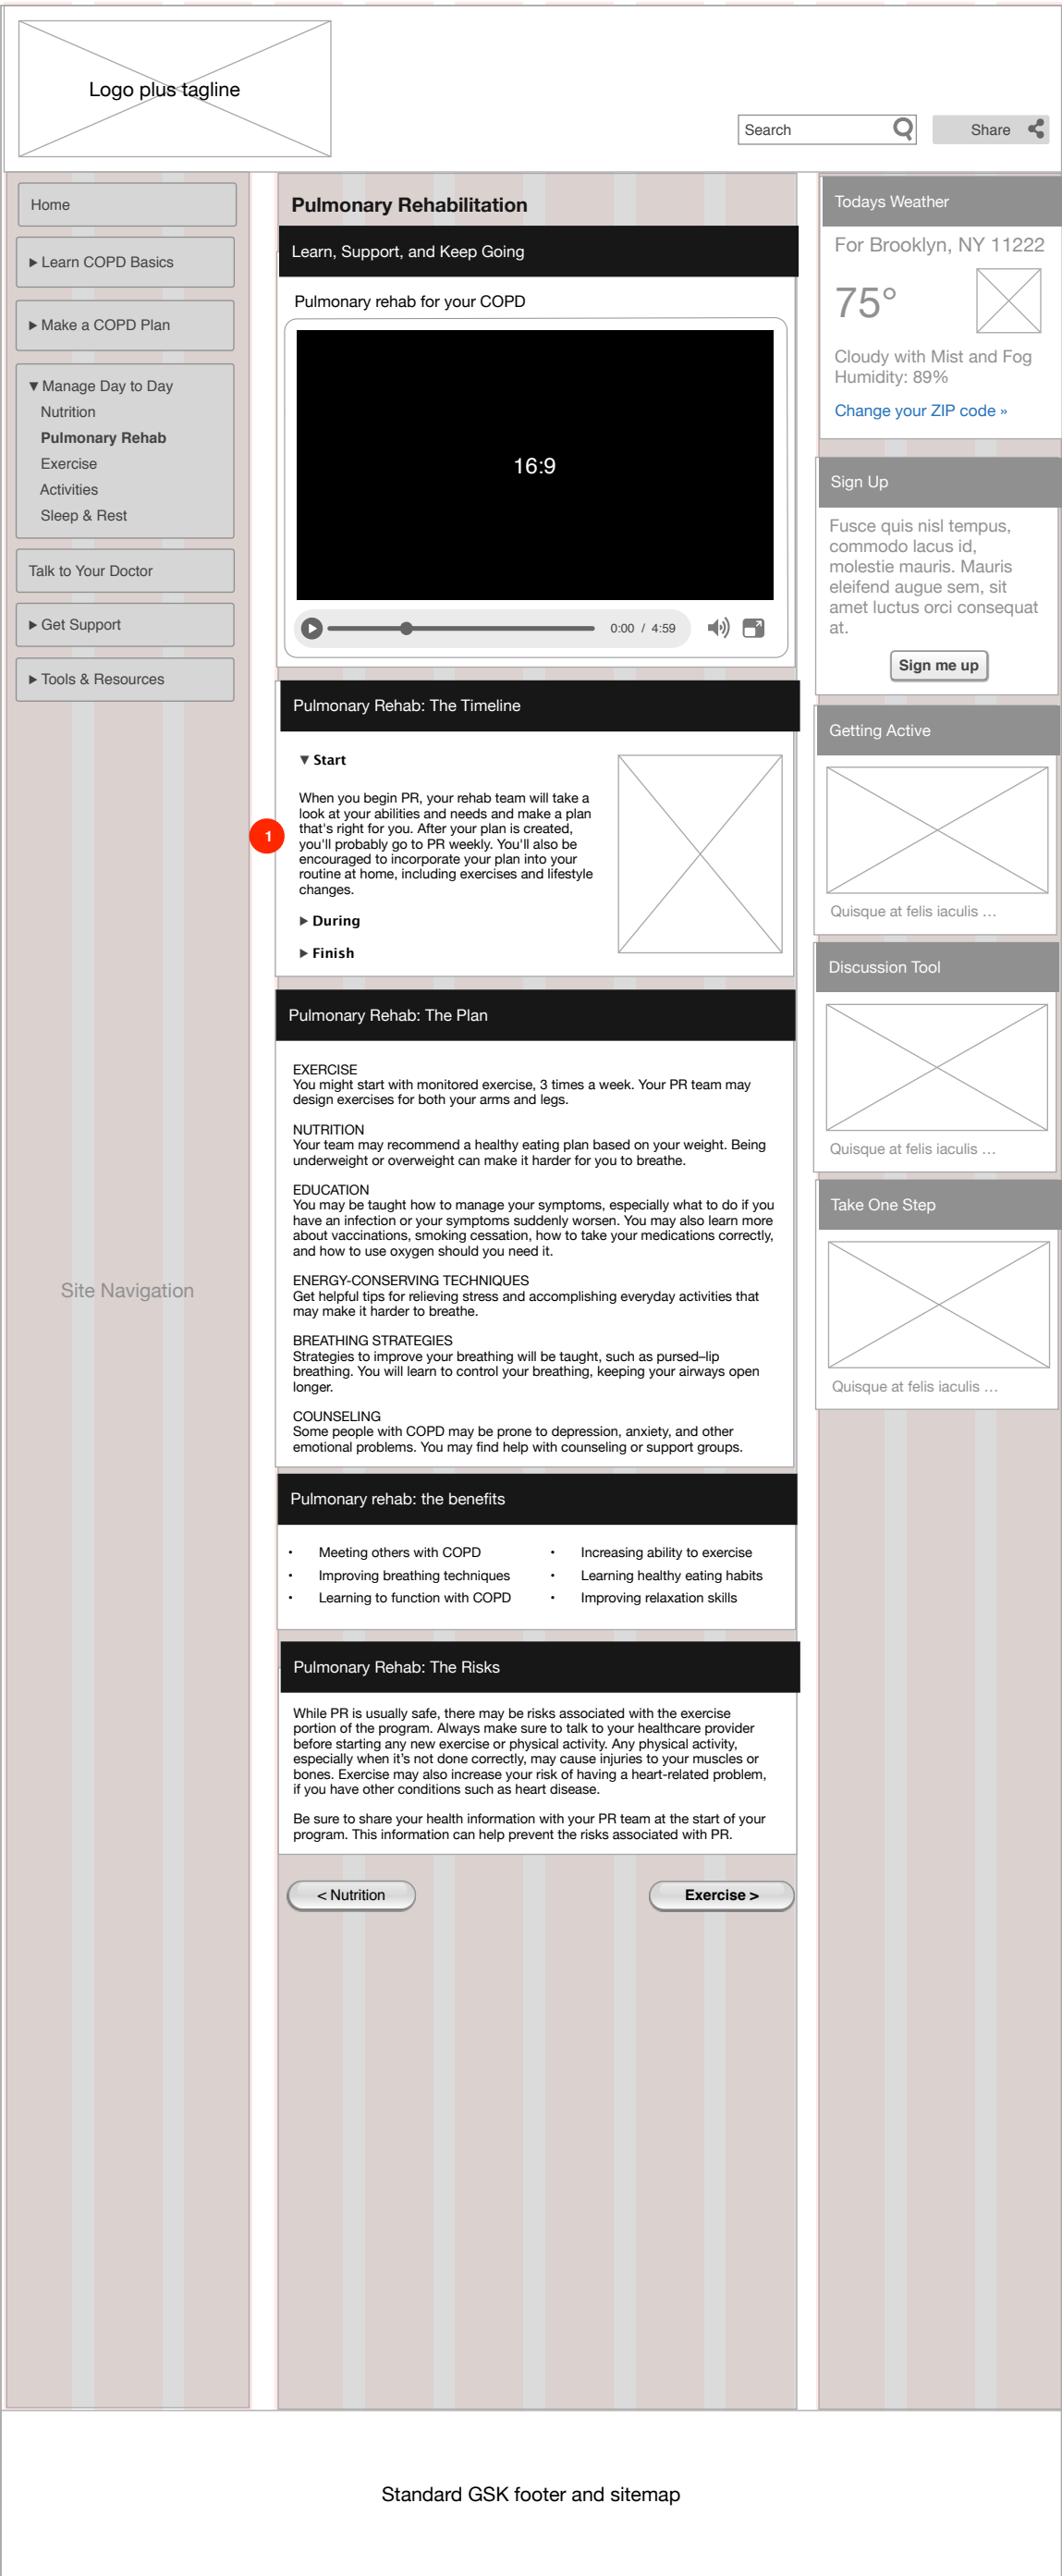 Logo plus tagline
Search
Share
Home
▶ Learn COPD Basics
▶ Make a COPD Plan
▼ Manage Day to Day
Nutrition
Pulmonary Rehab
Exercise
Activities
Sleep & Rest
Talk to Your Doctor
▶ Get Support
▶ Tools & Resources
Site Navigation
Pulmonary Rehabilitation
Learn, Support, and Keep Going
Pulmonary rehab for your COPD
16:9
0:00 / 4:59
Pulmonary Rehab: The Timeline
▼ Start
1
When you begin PR, your rehab team will take a
look at your abilities and needs and make a plan
that's right for you. After your plan is created,
you'll probably go to PR weekly. You'll also be
encouraged to incorporate your plan into your
routine at home, including exercises and lifestyle
changes.
▶ During
▶ Finish
Pulmonary Rehab: The Plan
EXERCISE
You might start with monitored exercise, 3 times a week. Your PR team may
design exercises for both your arms and legs.
NUTRITION
Your team may recommend a healthy eating plan based on your weight. Being
underweight or overweight can make it harder for you to breathe.
EDUCATION
You may be taught how to manage your symptoms, especially what to do if you
have an infection or your symptoms suddenly worsen. You may also learn more
about vaccinations, smoking cessation, how to take your medications correctly,
and how to use oxygen should you need it.
ENERGY-CONSERVING TECHNIQUES
Get helpful tips for relieving stress and accomplishing everyday activities that
may make it harder to breathe.
BREATHING STRATEGIES
Strategies to improve your breathing will be taught, such as pursed–lip
breathing. You will learn to control your breathing, keeping your airways open
longer.
COUNSELING
Some people with COPD may be prone to depression, anxiety, and other
emotional problems. You may find help with counseling or support groups.
Pulmonary rehab: the benefits
• Meeting others with COPD
• Improving breathing techniques
• Learning to function with COPD
• Increasing ability to exercise
• Learning healthy eating habits
• Improving relaxation skills
Pulmonary Rehab: The Risks
While PR is usually safe, there may be risks associated with the exercise
portion of the program. Always make sure to talk to your healthcare provider
before starting any new exercise or physical activity. Any physical activity,
especially when it’s not done correctly, may cause injuries to your muscles or
bones. Exercise may also increase your risk of having a heart-related problem,
if you have other conditions such as heart disease.
Be sure to share your health information with your PR team at the start of your
program. This information can help prevent the risks associated with PR.
< Nutrition
Exercise >
Todays Weather
For Brooklyn, NY 11222
75°
Cloudy with Mist and Fog
Humidity: 89%
Change your ZIP code »
Sign Up
Fusce quis nisl tempus,
commodo lacus id,
molestie mauris. Mauris
eleifend augue sem, sit
amet luctus orci consequat
at.
Sign me up
Getting Active
Quisque at felis iaculis …
Discussion Tool
Quisque at felis iaculis …
Take One Step
Quisque at felis iaculis …
Standard GSK footer and sitemap